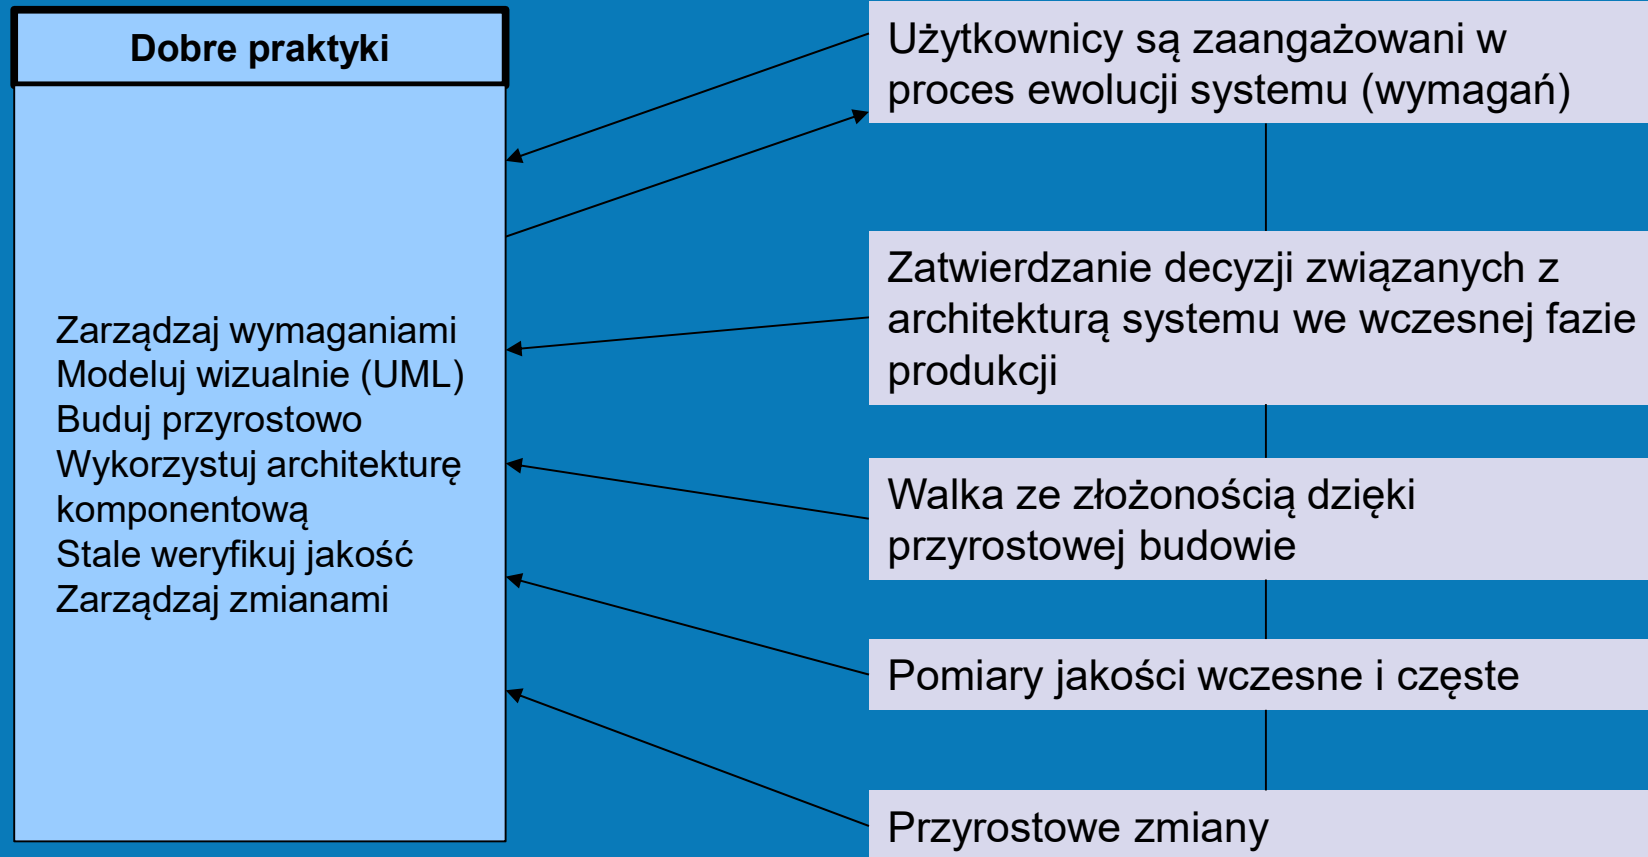 Dobre praktyki
Zarządzaj wymaganiami
Modeluj wizualnie (UML)
Buduj przyrostowo
Wykorzystuj architekturę
komponentową
Stale weryfikuj jakość
Zarządzaj zmianami
Użytkownicy są zaangażowani w
proces ewolucji systemu (wymagań)
Zatwierdzanie decyzji związanych z
architekturą systemu we wczesnej fazie
produkcji
Walka ze złożonością dzięki
przyrostowej budowie
Pomiary jakości wczesne i częste
Przyrostowe zmiany